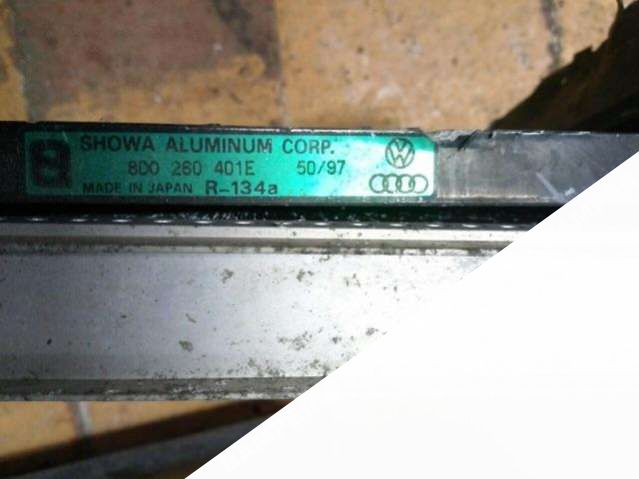 SHOWA ALUMINUM CORP.
8D0 260 401E 50/97
MADE IN JAPAN R-134a